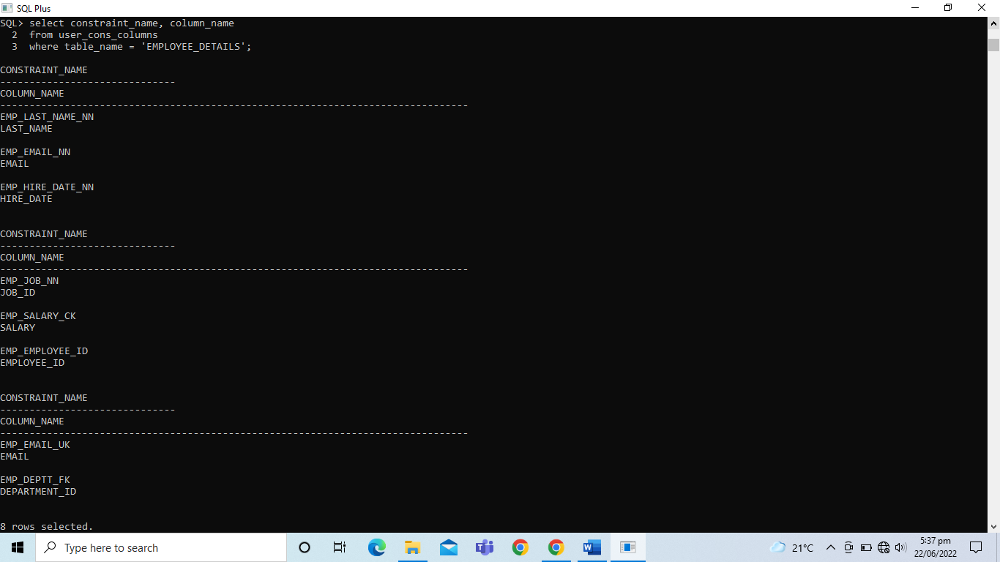 SQL Plus
SQL> select constraint_name, column_name
  2  from user_cons_columns
  3  where table_name = 'EMPLOYEE_DETAILS';
CONSTRAINT_NAME
------------------------------
COLUMN_NAME
--------------------------------------------------------------------------------
EMP_LAST_NAME_NN
LAST_NAME
EMP_EMAIL_NN
EMAIL
EMP_HIRE_DATE_NN
HIRE_DATE
CONSTRAINT_NAME
------------------------------
COLUMN_NAME
--------------------------------------------------------------------------------
EMP_JOB_NN
JOB_ID
EMP_SALARY_CK
SALARY
EMP_EMPLOYEE_ID
EMPLOYEE_ID
CONSTRAINT_NAME
------------------------------
COLUMN_NAME
--------------------------------------------------------------------------------
EMP_EMAIL_UK
EMAIL
EMP_DEPTT_FK
DEPARTMENT_ID
8 rows selected.
Type here to search
21°C
5:37 pm
22/06/2022